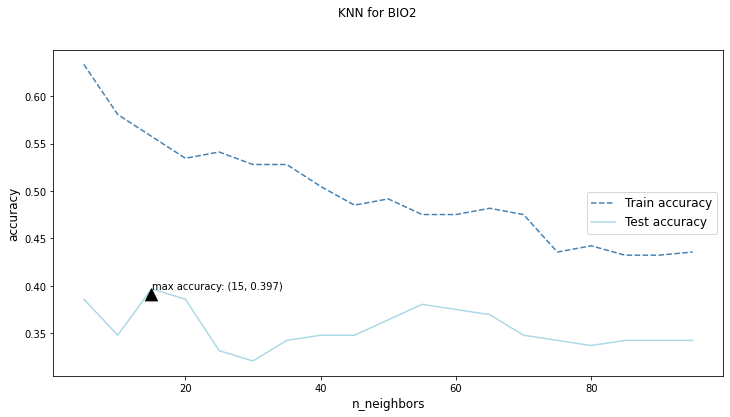 KNN for BIO2
accuracy
0.60
0.55
0.50
0.45
0.40
0.35
Train accuracy
Test accuracy
max accuracy: (15, 0.397)
20
40
60
80
n_neighbors